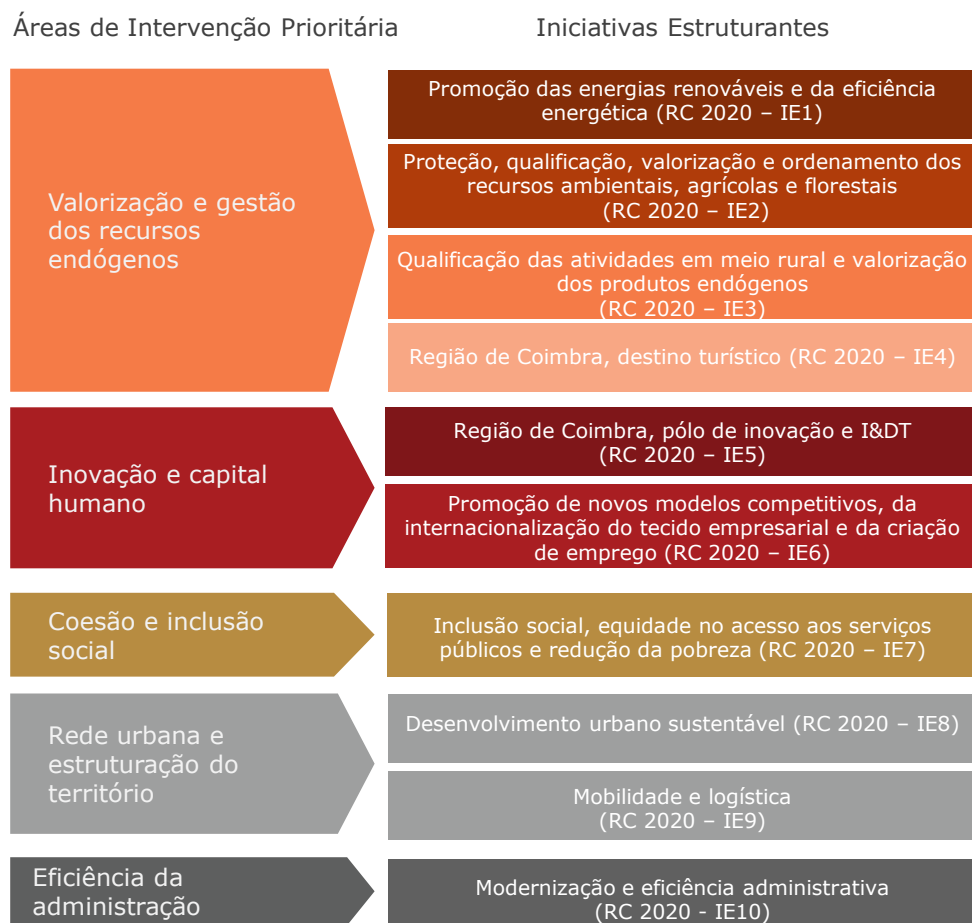 Áreas de Intervenção Prioritária
Iniciativas Estruturantes
Valorização e gestão
dos recursos
endógenos
Promoção das energias renováveis e da eficiência
energética (RC 2020 – IE1)
Proteção, qualificação, valorização e ordenamento dos
recursos ambientais, agrícolas e florestais
(RC 2020 – IE2)
Qualificação das atividades em meio rural e valorização
dos produtos endógenos
(RC 2020 – IE3)
Região de Coimbra, destino turístico (RC 2020 – IE4)
Inovação e capital
humano
Região de Coimbra, pólo de inovação e I&DT
(RC 2020 – IE5)
Promoção de novos modelos competitivos, da
internacionalização do tecido empresarial e da criação
de emprego (RC 2020 – IE6)
Coesão e inclusão
social
Inclusão social, equidade no acesso aos serviços
públicos e redução da pobreza (RC 2020 – IE7)
Rede urbana e
estruturação do
território
Desenvolvimento urbano sustentável (RC 2020 – IE8)
Mobilidade e logística
(RC 2020 – IE9)
Eficiência da
administração
Modernização e eficiência administrativa
(RC 2020 - IE10)